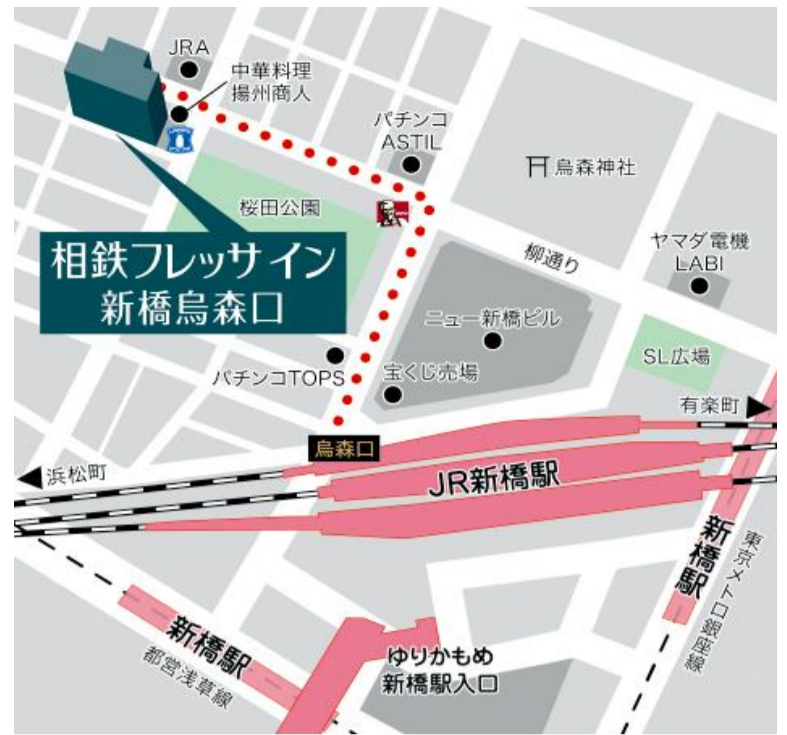 JRA
中華料理
揚州商人
パチンコ
ASTIL
烏森神社
桜田公園
柳通り
ヤマダ電機
LABI
相鉄フレッサイン
新橋烏森口
ニュー新橋ビル
SL広場
パチンコTOPS
宝くじ売場
有楽町
烏森口
浜松町
JR新橋駅
新橋駅
東京メトロ銀座線
新橋駅
都営浅草線
ゆりかもめ
新橋駅入口